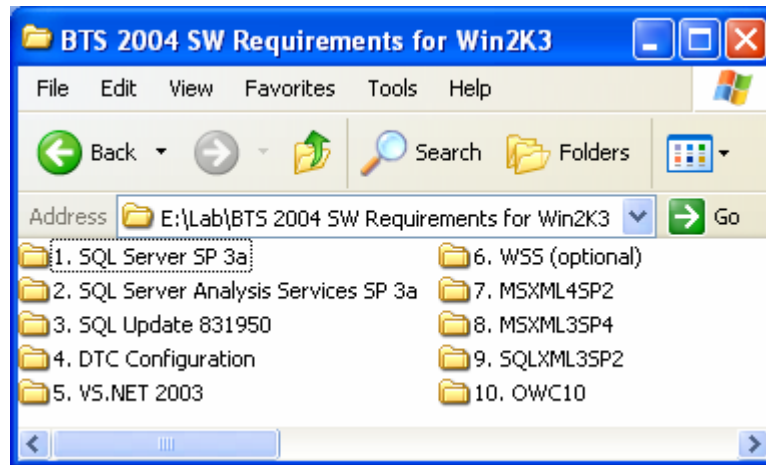 BTS 2004 SW Requirements for Win2K3
File Edit View Favorites Tools Help
Back Search Folders
Address E:\Lab\BTS 2004 SW Requirements for Win2K3 Go
1. SQL Server SP 3a
2. SQL Server Analysis Services SP 3a
3. SQL Update 831950
4. DTC Configuration
5. VS.NET 2003
6. WSS (optional)
7. MSXML4SP2
8. MSXML3SP4
9. SQLXML3SP2
10. OWC10